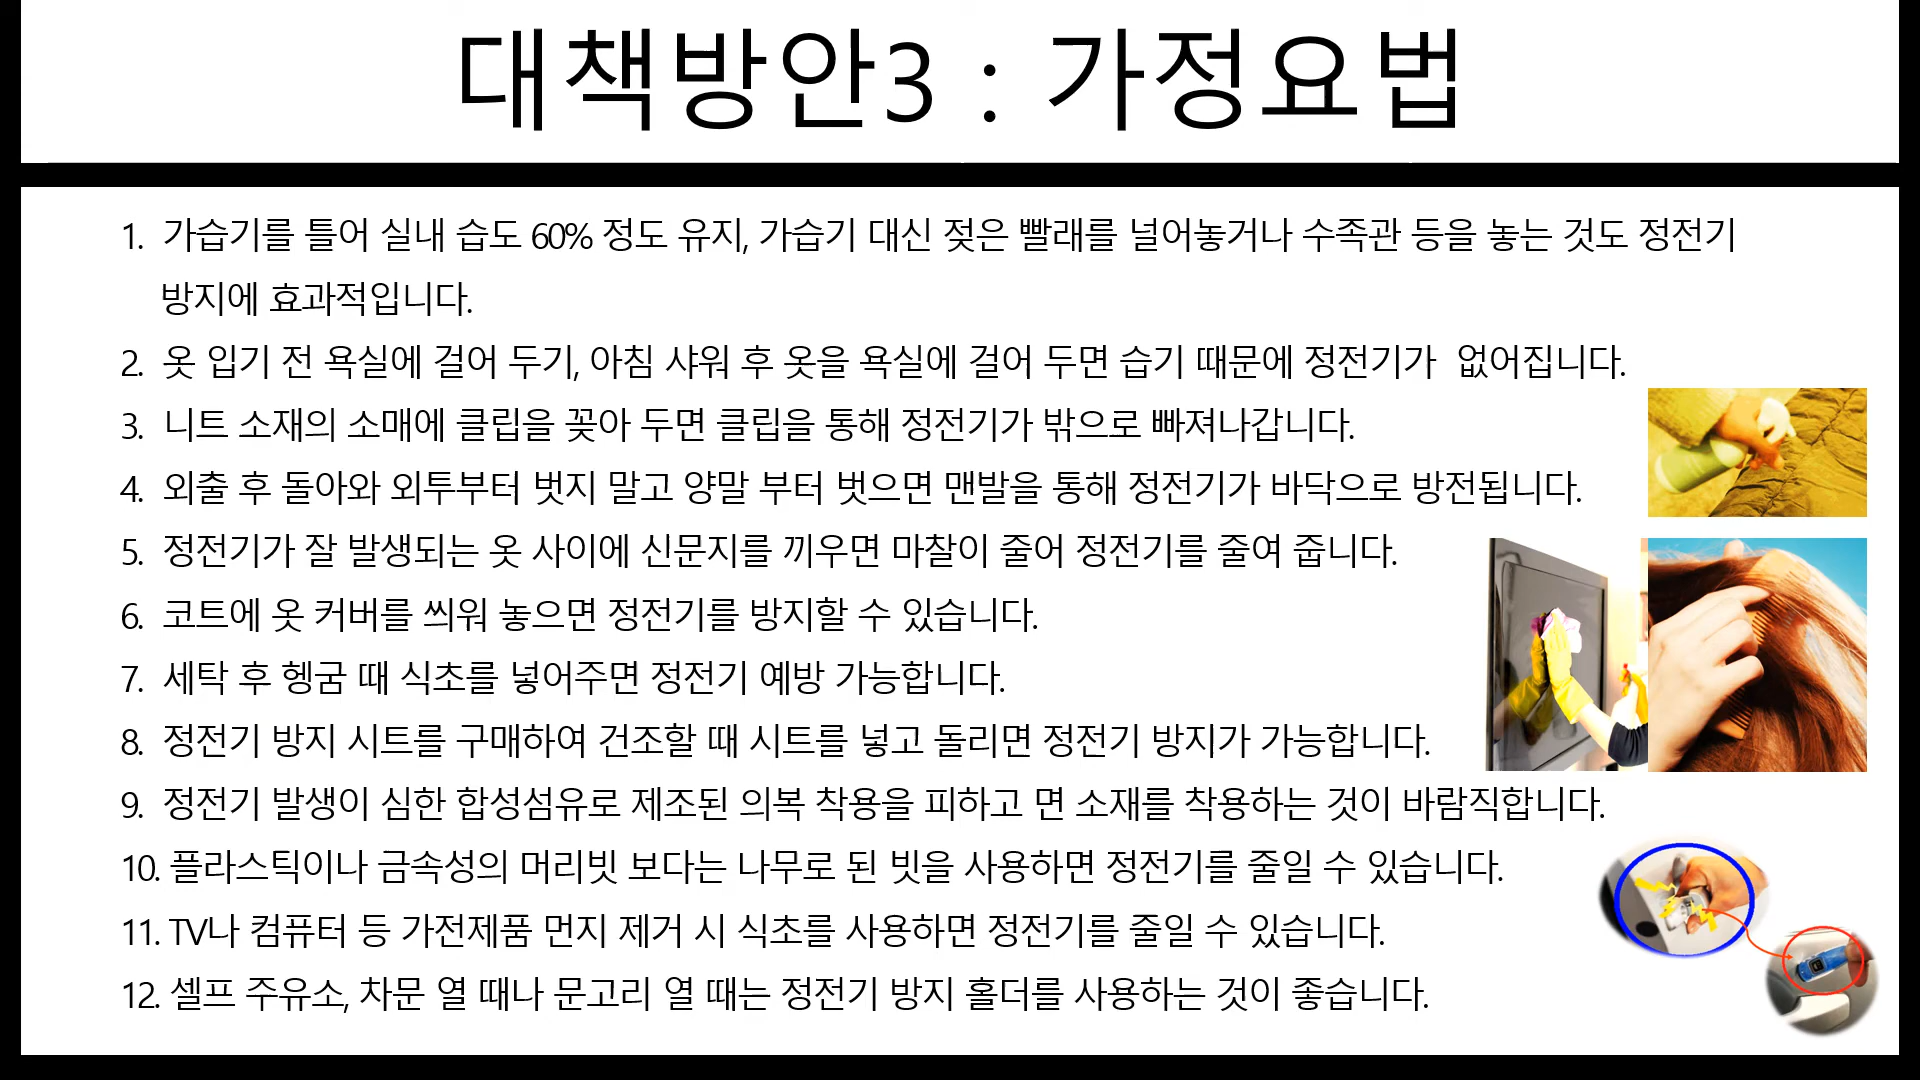 대책방안3 : 가정요법
1. 가습기를 틀어 실내 습도 60% 정도 유지, 가습기 대신 젖은 빨래를 널어놓거나 수족관 등을 놓는 것도 정전기
방지에 효과적입니다.
2. 옷 입기 전 욕실에 걸어 두기, 아침 샤워 후 옷을 욕실에 걸어 두면 습기 때문에 정전기가 없어집니다.
3. 니트 소재의 소매에 클립을 꽂아 두면 클립을 통해 정전기가 밖으로 빠져나갑니다.
4. 외출 후 돌아와 외투부터 벗지 말고 양말 부터 벗으면 맨발을 통해 정전기가 바닥으로 방전됩니다.
5. 정전기가 잘 발생되는 옷 사이에 신문지를 끼우면 마찰이 줄어 정전기를 줄여 줍니다.
6. 코트에 옷 커버를 씌워 놓으면 정전기를 방지할 수 있습니다.
7. 세탁 후 헹굼 때 식초를 넣어주면 정전기 예방 가능합니다.
8. 정전기 방지 시트를 구매하여 건조할 때 시트를 넣고 돌리면 정전기 방지가 가능합니다.
9. 정전기 발생이 심한 합성섬유로 제조된 의복 착용을 피하고 면 소재를 착용하는 것이 바람직합니다.
10. 플라스틱이나 금속성의 머리빗 보다는 나무로 된 빗을 사용하면 정전기를 줄일 수 있습니다.
11. TV나 컴퓨터 등 가전제품 먼지 제거 시 식초를 사용하면 정전기를 줄일 수 있습니다.
12. 셀프 주유소, 차문 열 때나 문고리 열 때는 정전기 방지 홀더를 사용하는 것이 좋습니다.